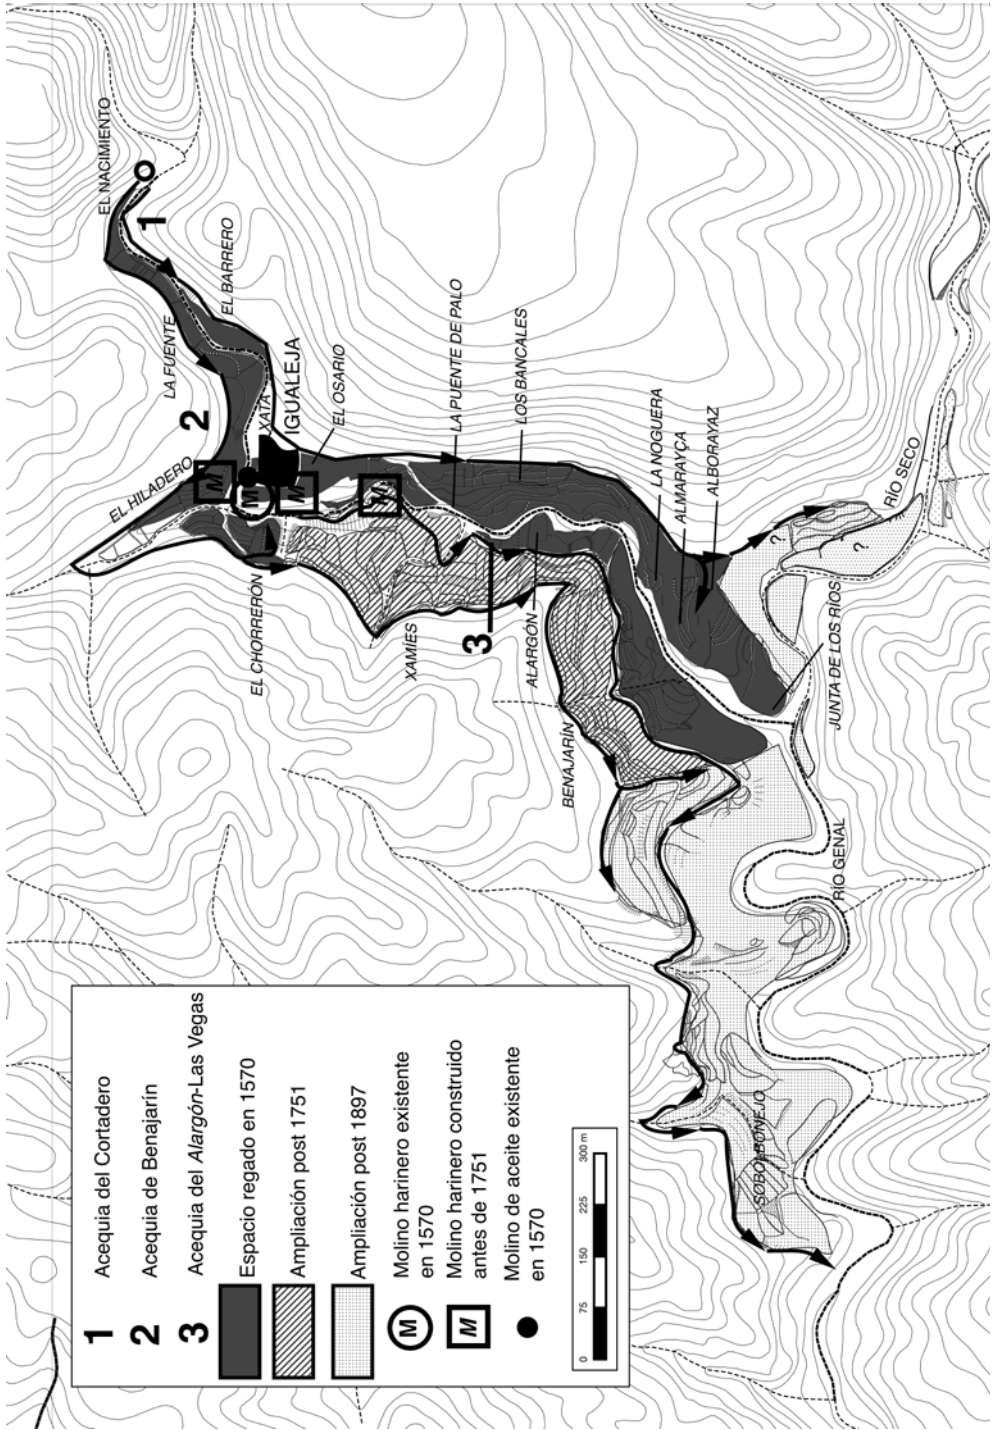 EL NACIMIENTO
1
EL BARRERO
LA FUENTE
2
XATA
IGUALEJA
EL HILADERO
M
M
M
M
EL OSARIO
LA PUENTE DE PALO
LOS BANCALES
EL CHORRERÓN
XAMÍES
3
ALARGÓN
LA NOGUERA
ALMARAYÇA
ALBORAYAZ
RÍO SECO
?
?
BENAJARÍN
JUNTA DE LOS RIOS
RÍO GENAL
SOBOLBONEJO
1 Acequia del Cortadero
2 Acequia de Benajarín
3 Acequia del Alargón-Las Vegas
Espacio regado en 1570
Ampliación post 1751
Ampliación post 1897
M Molino harinero existente
en 1570
M Molino harinero construido
antes de 1751
Molino de aceite existente
en 1570
0 75 150 225 300 m